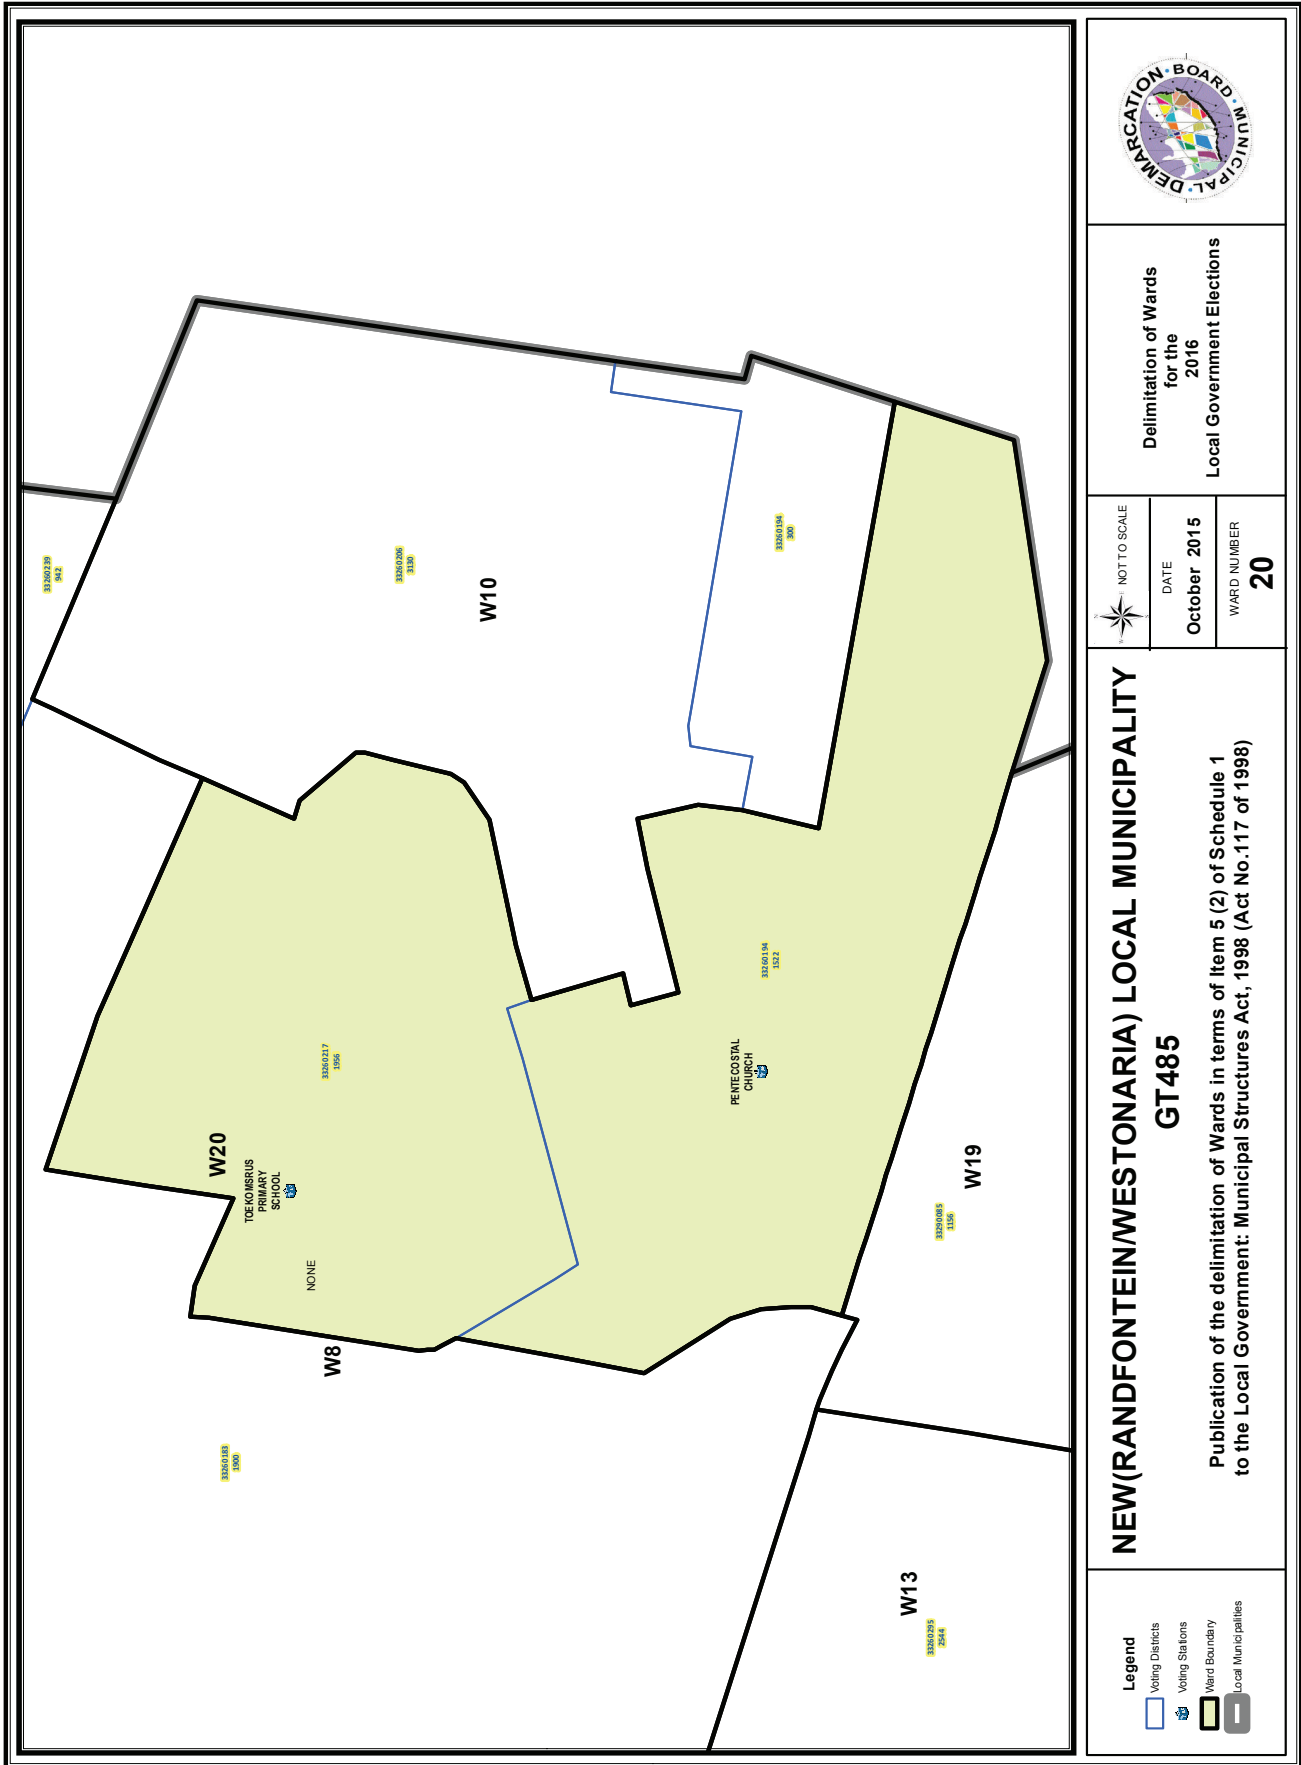 33260239
942
33260206
3130
W10
33260194
300
W20
TOEKOMSRUS
PRIMARY
SCHOOL
NONE
33260217
1956
W8
33260183
1900
33260194
1522
PENTECOSTAL
CHURCH
W19
33290085
1156
W13
33260295
2544
Legend
Voting Districts
Voting Stations
Ward Boundary
Local Municipalities
NEW(RANDFONTEIN/WESTONARIA) LOCAL MUNICIPALITY
GT485
Publication of the delimitation of Wards in terms of Item 5 (2) of Schedule 1
to the Local Government: Municipal Structures Act, 1998 (Act No.117 of 1998)
N
W
E
S
NOT TO SCALE
DATE
October 2015
WARD NUMBER
20
Delimitation of Wards
for the
2016
Local Government Elections
MUNICIPAL • DEMARCATION • BOARD •